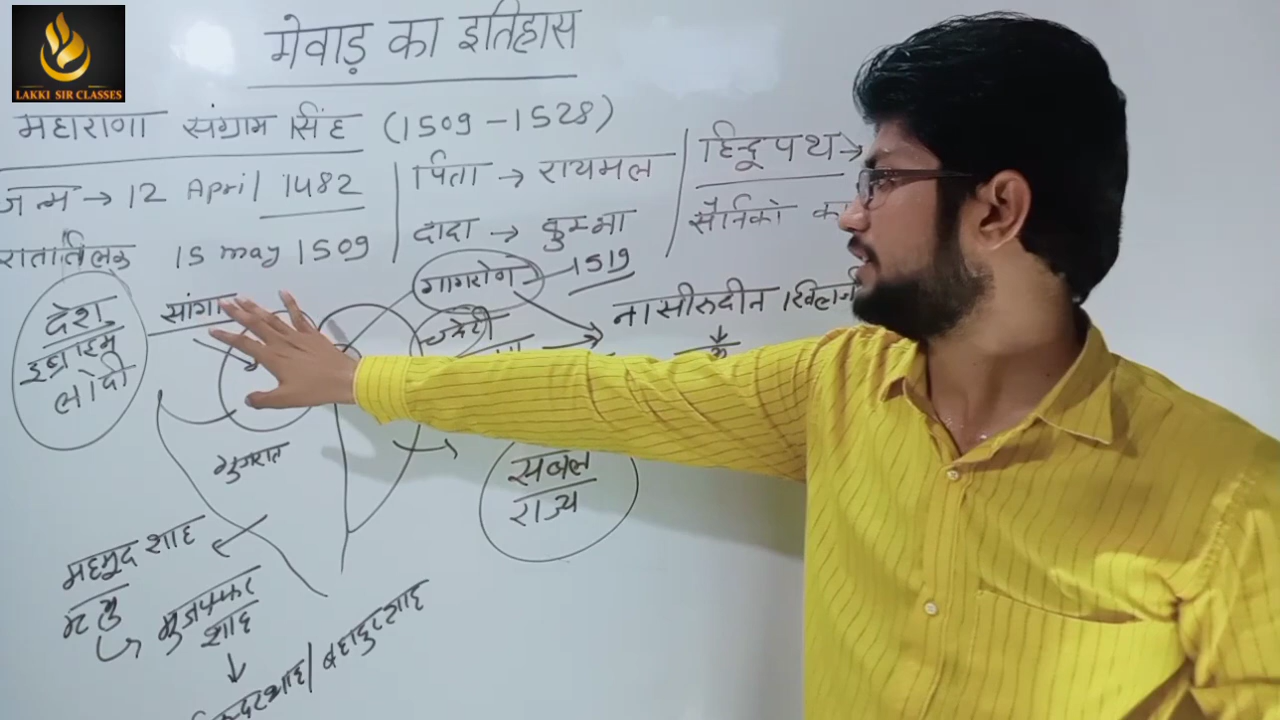 LAKKI SIR CLASSES
मेवाड़ का इतिहास
महाराणा संग्राम सिंह (1509-1528)
जन्म → 12 April 1482
पिता → रायमल
हिन्दूपथ →
राजतिलक 15 may 1509
दादा → कुम्भा
सैनिको का
गागरोण 1519
देश
इब्राहिम
लोदी
सांगा
चन्देरी
नासीरुदीन खिलजी
गुजरात
सबल
राज्य
महमूद शाह
मृत्यु
मुजफ्फर
शाह
बहादुरशाह